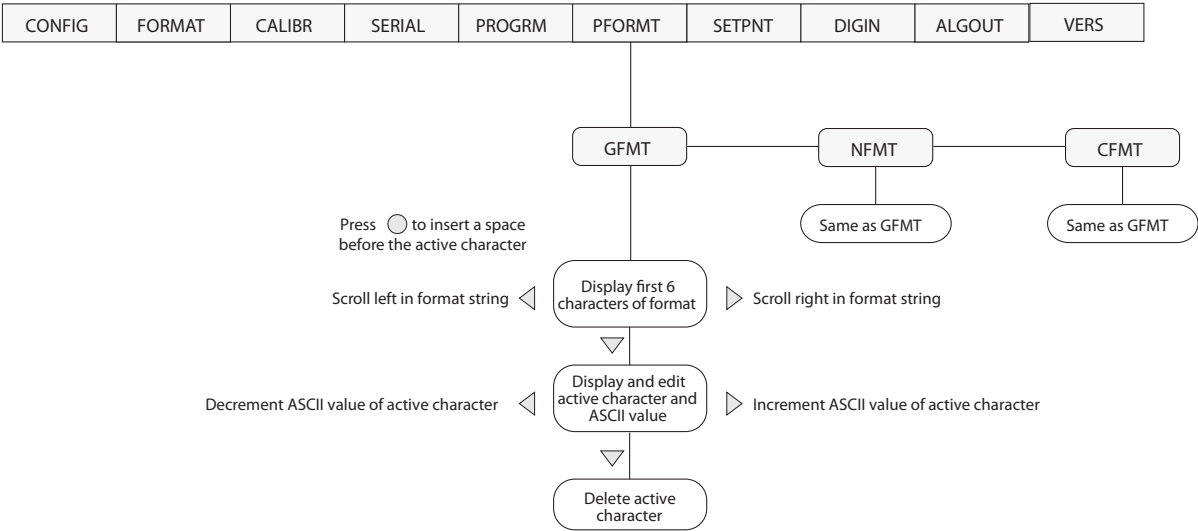 CONFIG FORMAT CALIBR SERIAL PROGRM PFORMT SETPNT DIGIN ALGOUT VERS
GFMT NFMT CFMT
Same as GFMT Same as GFMT
Press to insert a space
before the active character
Scroll left in format string
Display first 6
characters of format
Scroll right in format string
Decrement ASCII value of active character
Display and edit
active character and
ASCII value
Increment ASCII value of active character
Delete active
character